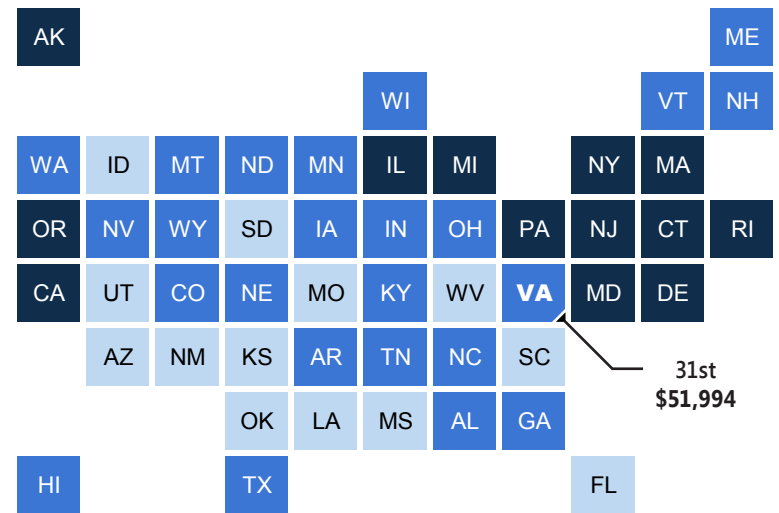 AK ME
WI VT NH
WA ID MT ND MN IL MI NY MA
OR NV WY SD IA IN OH PA NJ CT RI
CA UT CO NE MO KY WV VA MD DE
AZ NM KS AR TN NC SC
31st
$51,994
OK LA MS AL GA
HI TX FL